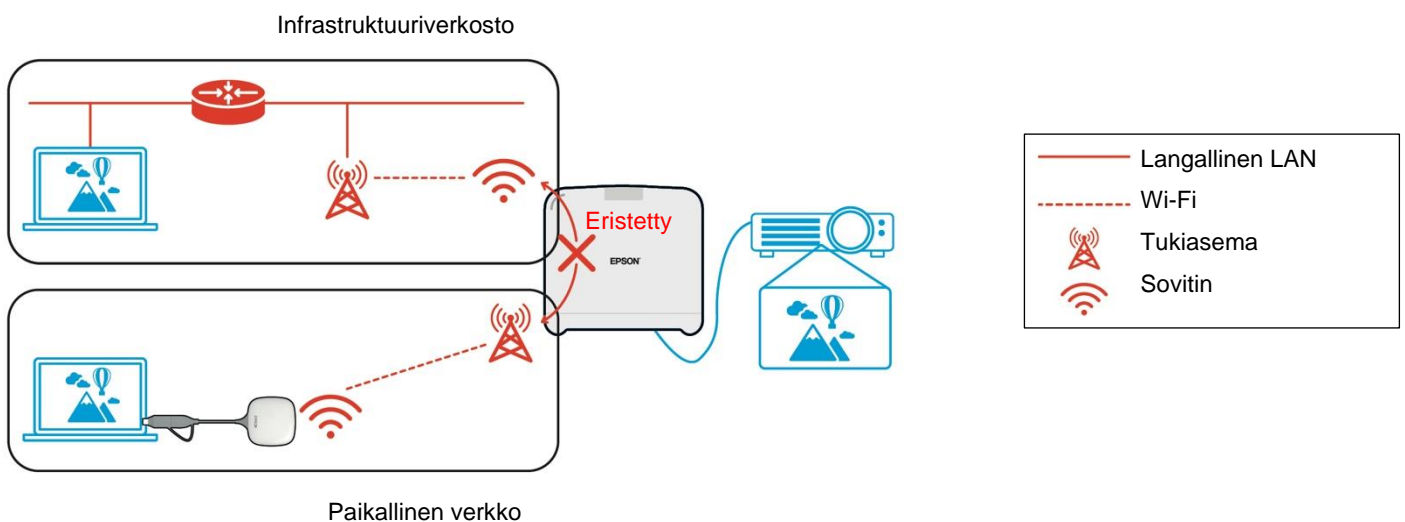 Infrastruktuuriverkosto
Eristetty
EPSON
Langallinen LAN
Wi-Fi
Tukiasema
Sovitin
Paikallinen verkko